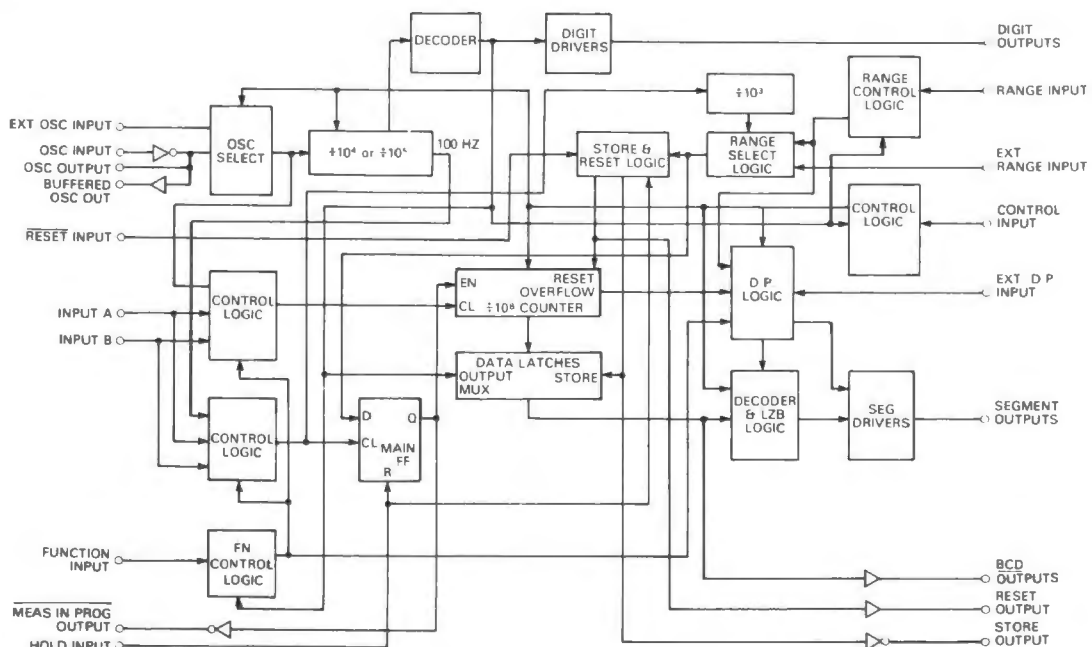 DECODER
DIGIT
DRIVERS
DIGIT
OUTPUTS
EXT OSC INPUT
OSC INPUT
OSC OUTPUT
BUFFERED
OSC OUT
OSC
SELECT
÷10⁴ or ÷10⁵
100 HZ
STORE &
RESET LOGIC
÷10³
RANGE
SELECT
LOGIC
RANGE
CONTROL
LOGIC
RANGE INPUT
EXT
RANGE INPUT
RESET INPUT
CONTROL
LOGIC
CONTROL
INPUT
INPUT A
INPUT B
CONTROL
LOGIC
EN
CL
RESET
OVERFLOW
÷10⁸ COUNTER
D P
LOGIC
EXT D P
INPUT
DATA LATCHES
OUTPUT
MUX
STORE
CONTROL
LOGIC
D
Q
CL
MAIN
FF
R
DECODER
& LZB
LOGIC
SEG
DRIVERS
SEGMENT
OUTPUTS
FUNCTION
INPUT
FN
CONTROL
LOGIC
MEAS IN PROG
OUTPUT
HOLD INPUT
BCD
OUTPUTS
RESET
OUTPUT
STORE
OUTPUT